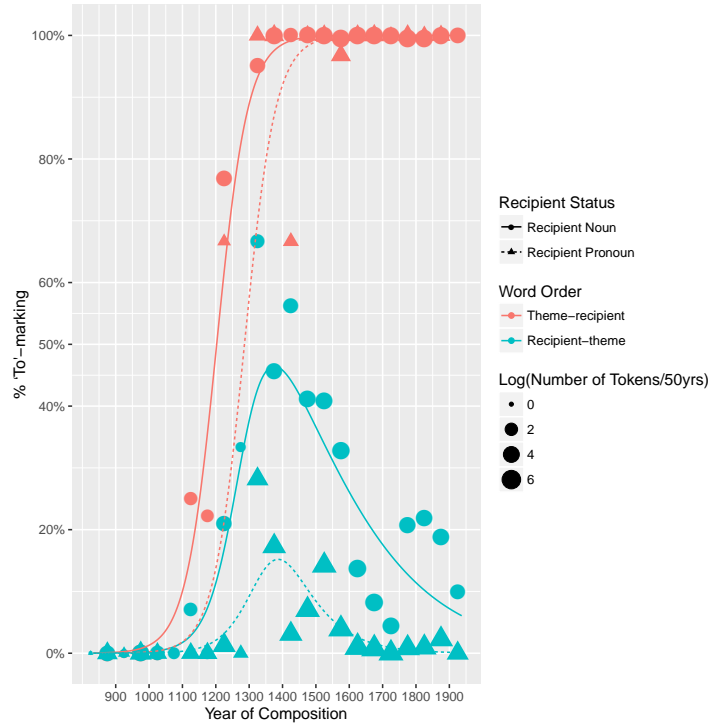 100%
80%
60%
50%
40%
20%
0%
% 'To'−marking
900 1000 1100 1200 1300 1400 1500 1600 1700 1800 1900
Year of Composition
Recipient Status
Recipient Noun
Recipient Pronoun
Word Order
Theme−recipient
Recipient−theme
Log(Number of Tokens/50yrs)
0
2
4
6